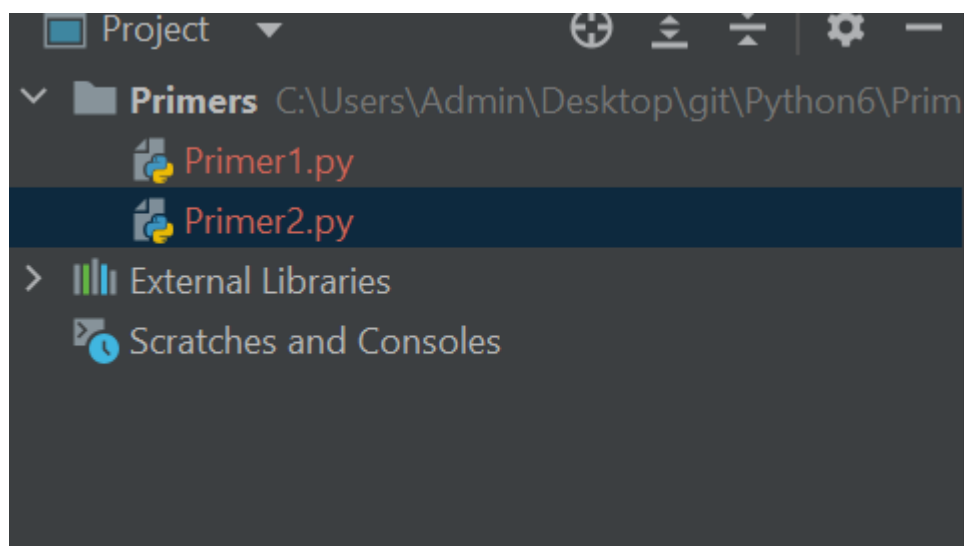 Project
Primers C:\Users\Admin\Desktop\git\Python6\Prim
Primer1.py
Primer2.py
External Libraries
Scratches and Consoles